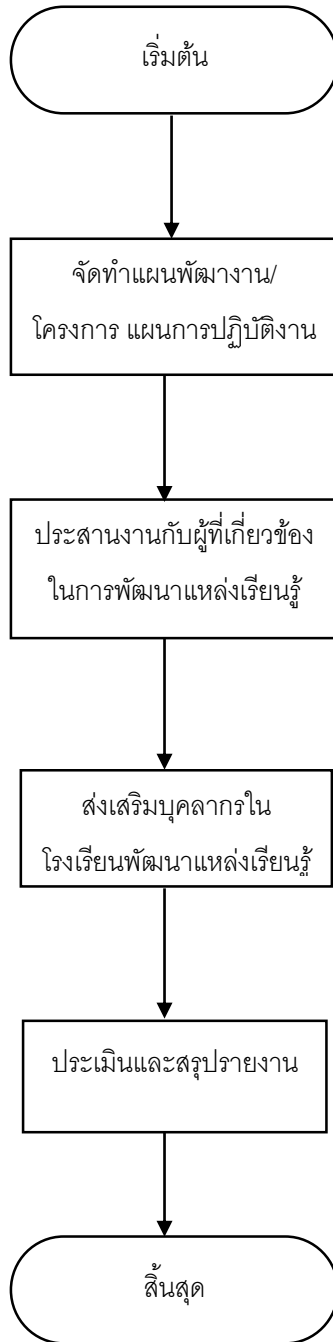 เริ่มต้น
จัดทำแผนพัฒางาน/
โครงการ แผนการปฏิบัติงาน
ประสานงานกับผู้ที่เกี่ยวข้อง
ในการพัฒนาแหล่งเรียนรู้
ส่งเสริมบุคลากรใน
โรงเรียนพัฒนาแหล่งเรียนรู้
ประเมินและสรุปรายงาน
สิ้นสุด